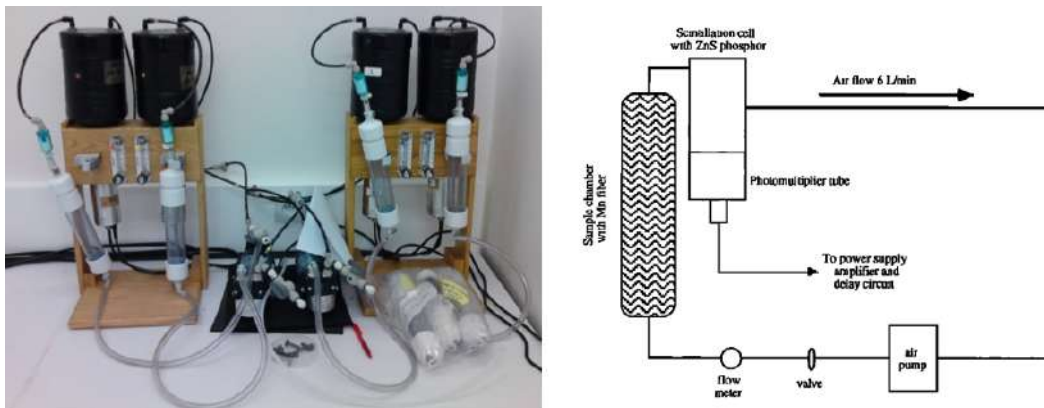 Scintillation cell
with ZnS phosphor
Air flow 6 L/min
Sample chamber
with Mn fiber
Photomultiplier tube
To power supply
amplifier and
delay circuit
flow
meter
valve
air
pump